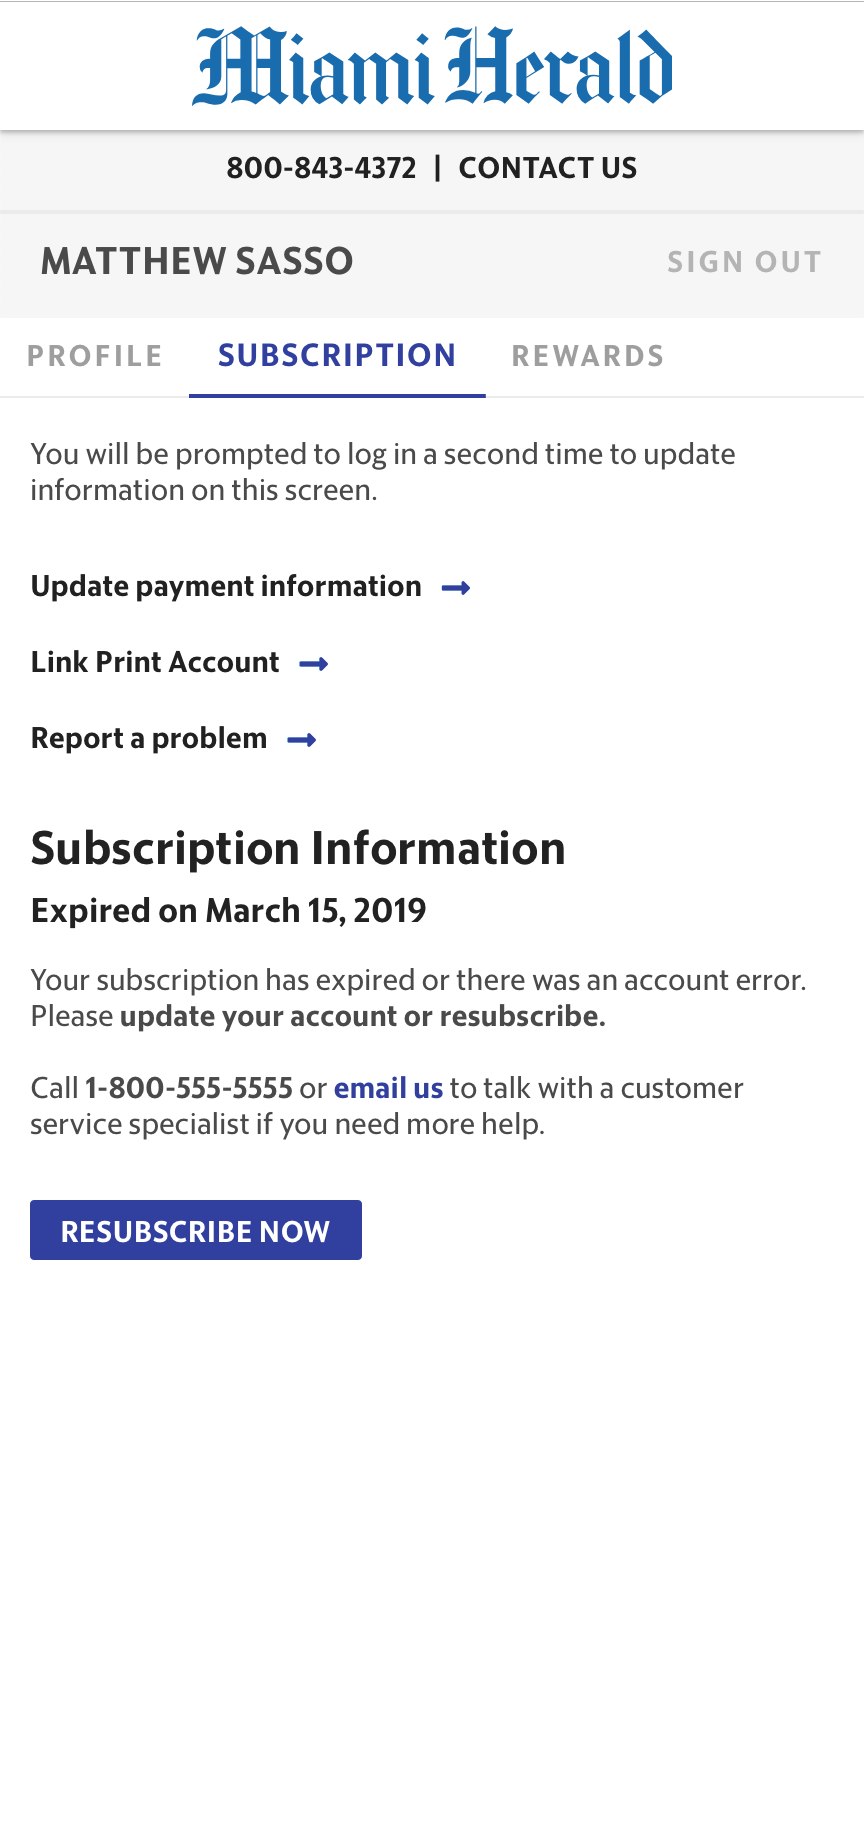 Miami Herald
800-843-4372 | CONTACT US
MATTHEW SASSO SIGN OUT
PROFILE SUBSCRIPTION REWARDS
You will be prompted to log in a second time to update
information on this screen.
Update payment information →
Link Print Account →
Report a problem →
Subscription Information
Expired on March 15, 2019
Your subscription has expired or there was an account error.
Please update your account or resubscribe.
Call 1-800-555-5555 or email us to talk with a customer
service specialist if you need more help.
RESUBSCRIBE NOW